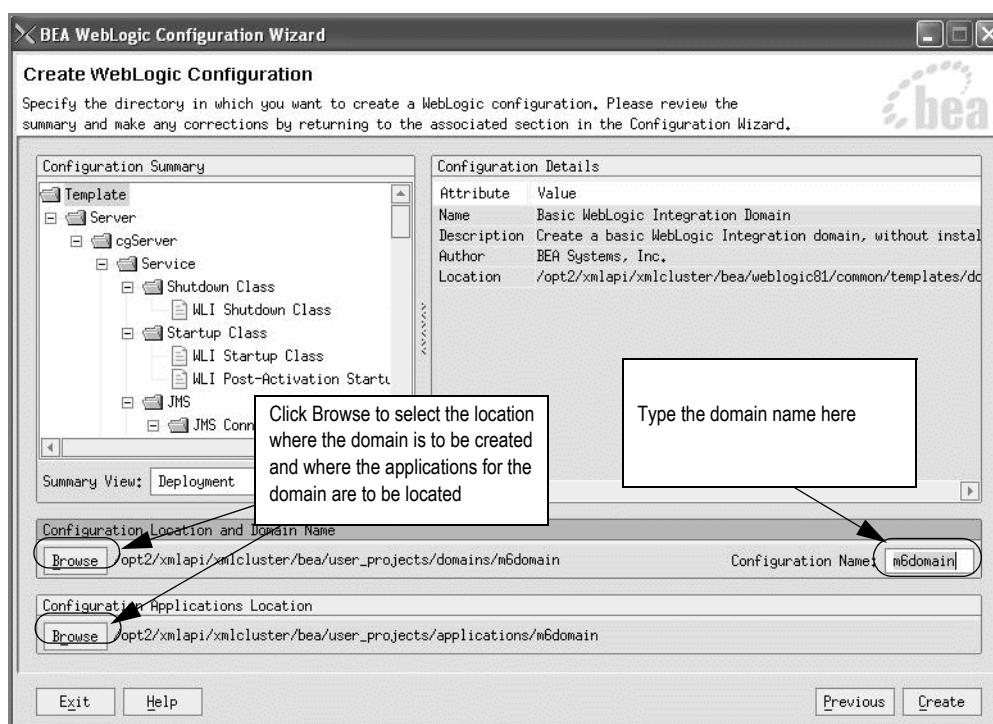 BEA WebLogic Configuration Wizard
Create WebLogic Configuration
Specify the directory in which you want to create a WebLogic configuration. Please review the
summary and make any corrections by returning to the associated section in the Configuration Wizard.
bea
Configuration Summary
Template
Server
cgServer
Service
Shutdown Class
WLI Shutdown Class
Startup Class
WLI Startup Class
WLI Post-Activation Startu
JMS
JMS Conn
Summary View: Deployment
Configuration Details
Attribute Value
Name Basic WebLogic Integration Domain
Description Create a basic WebLogic Integration domain, without instal
Author BEA Systems, Inc.
Location /opt2/xmlapi/xmlcluster/bea/weblogic81/common/templates/do
Click Browse to select the location
where the domain is to be created
and where the applications for the
domain are to be located
Type the domain name here
Configuration Location and Domain Name
Browse /opt2/xmlapi/xmlcluster/bea/user_projects/domains/m6domain Configuration Name: m6domain
Configuration Applications Location
Browse /opt2/xmlapi/xmlcluster/bea/user_projects/applications/m6domain
Exit Help Previous Create